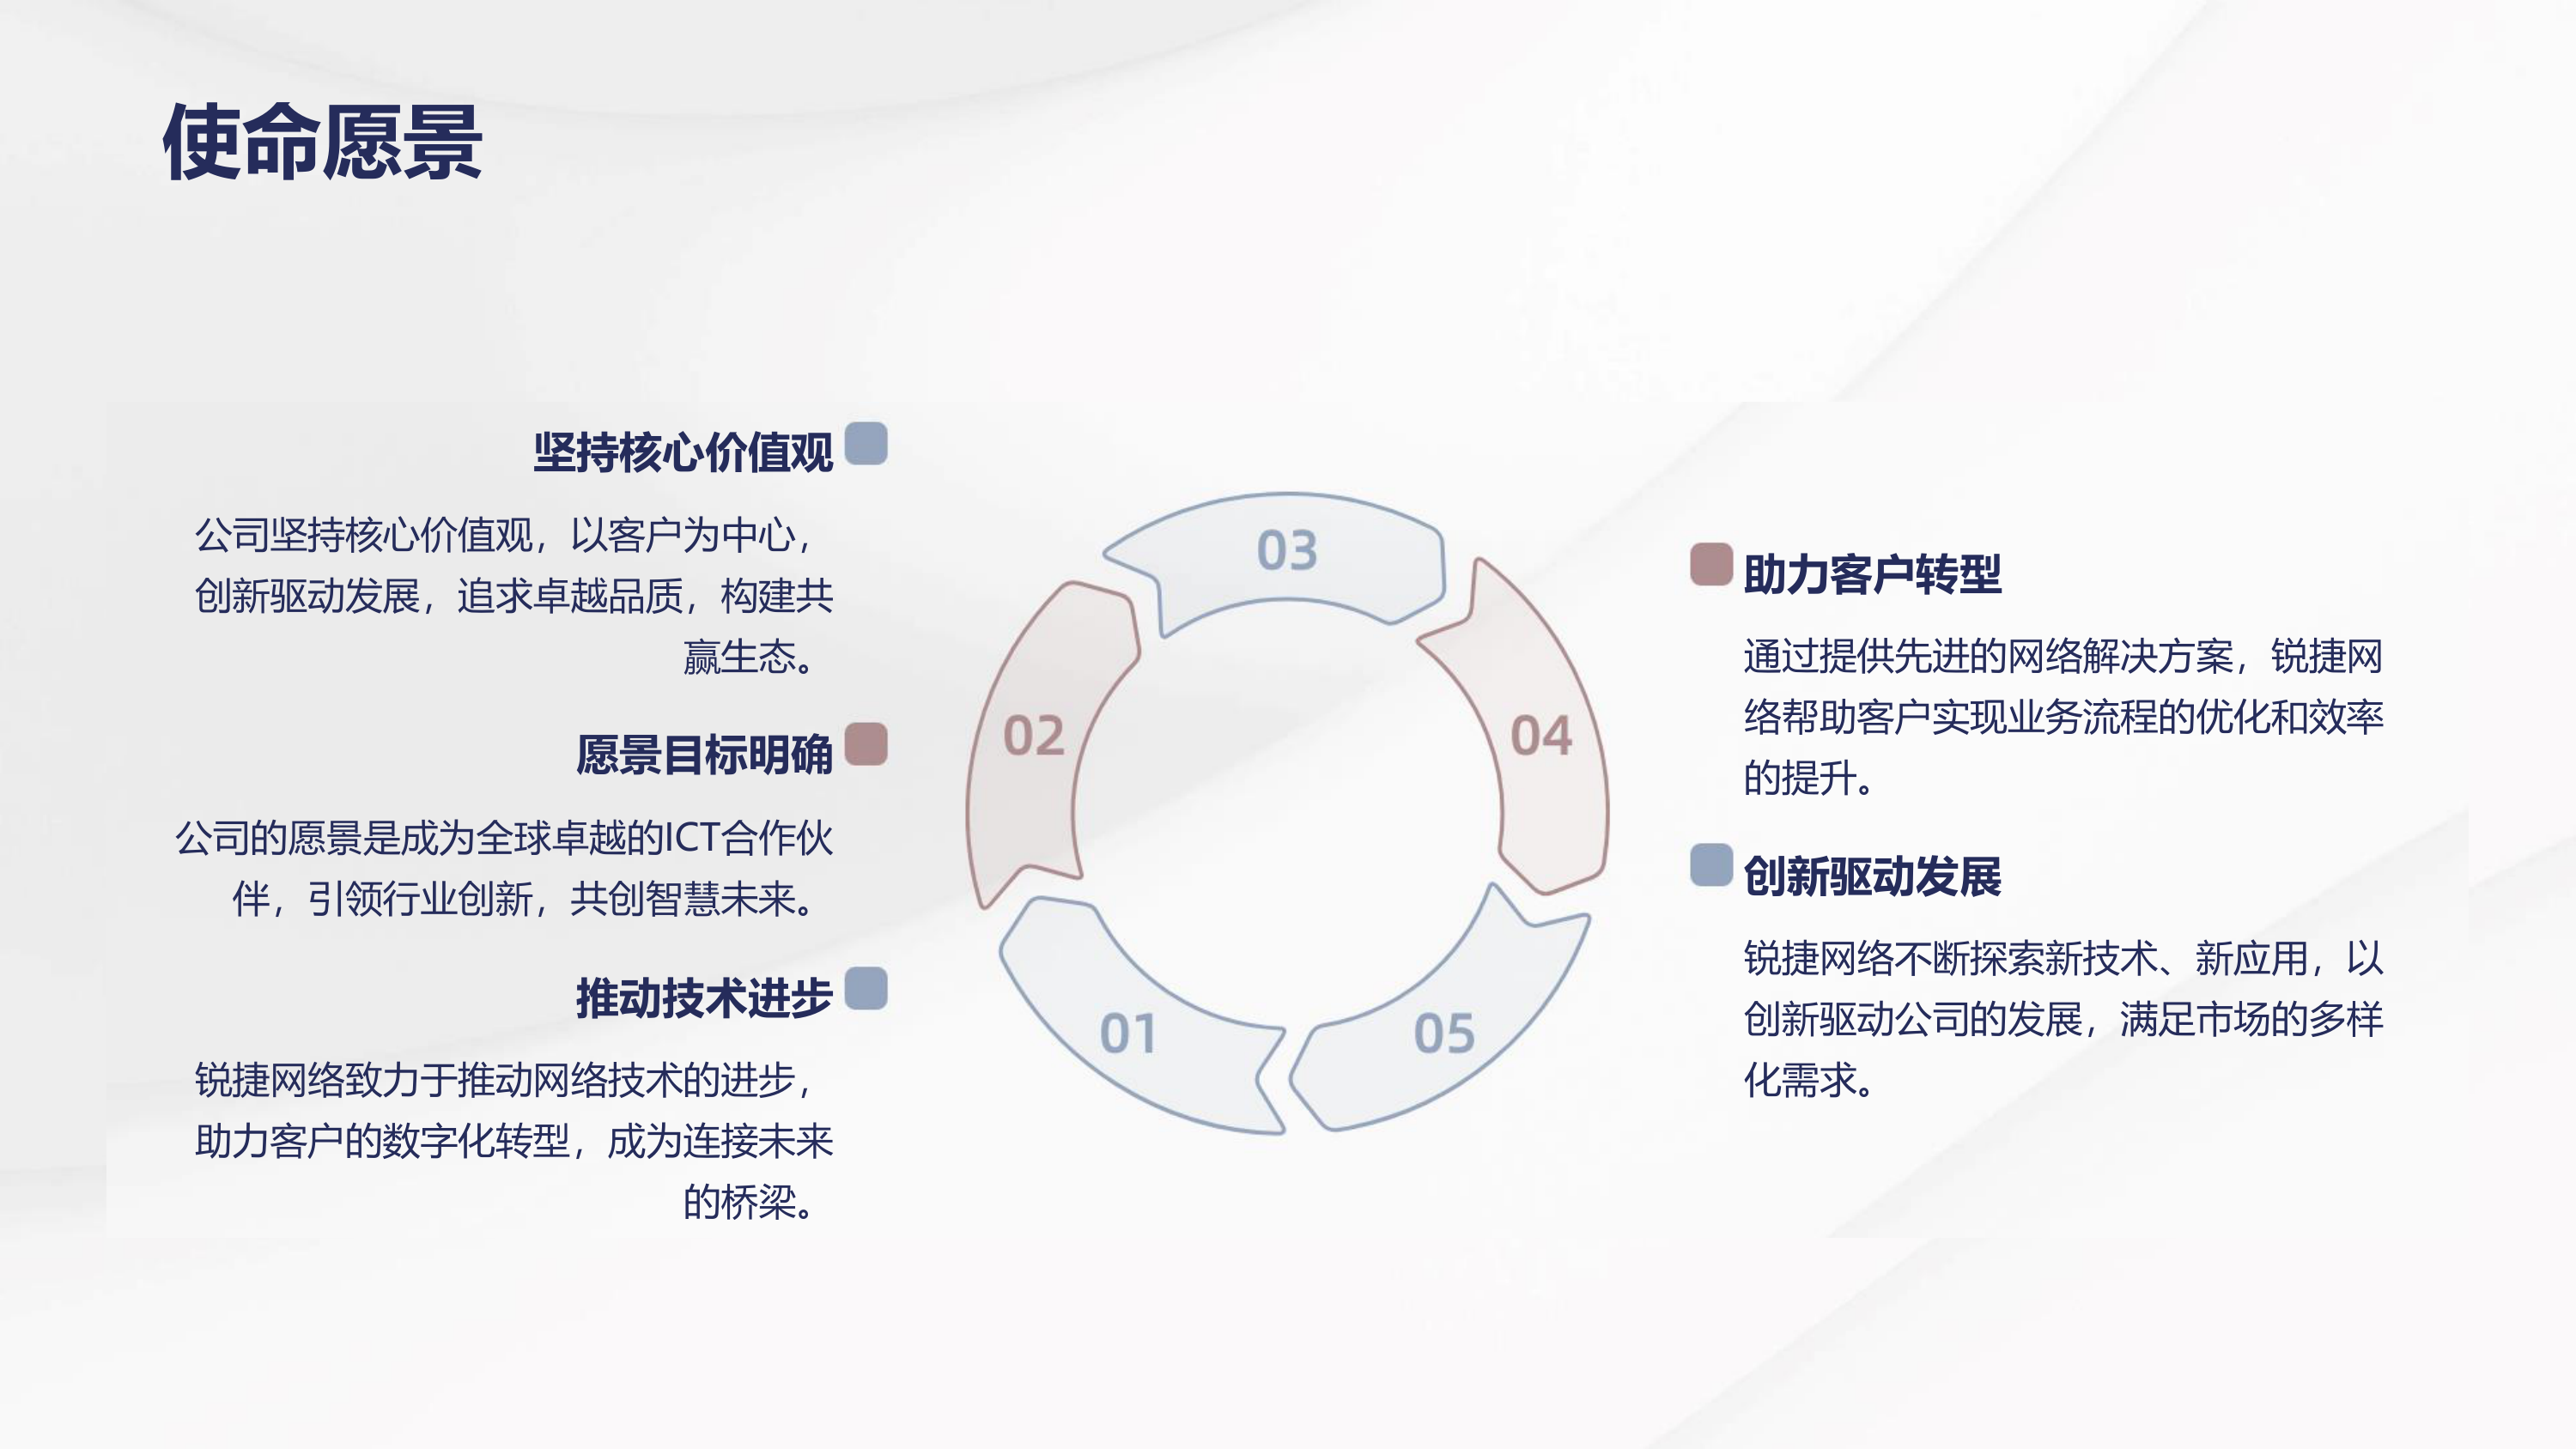 使命愿景
坚持核心价值观
公司坚持核心价值观，以客户为中心，
创新驱动发展，追求卓越品质，构建共
赢生态。
愿景目标明确
公司的愿景是成为全球卓越的ICT合作伙
伴，引领行业创新，共创智慧未来。
推动技术进步
锐捷网络致力于推动网络技术的进步，
助力客户的数字化转型，成为连接未来
的桥梁。
03
02
04
01
05
助力客户转型
通过提供先进的网络解决方案，锐捷网
络帮助客户实现业务流程的优化和效率
的提升。
创新驱动发展
锐捷网络不断探索新技术、新应用，以
创新驱动公司的发展，满足市场的多样
化需求。